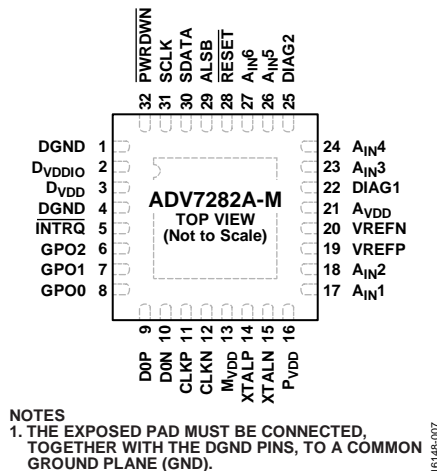 32 PWRDWN
31 SCLK
30 SDATA
29 ALSB
28 RESET
27 AIN6
26 AIN5
25 DIAG2
DGND 1
DVDDIO 2
DVDD 3
DGND 4
INTRQ 5
GPO2 6
GPO1 7
GPO0 8
ADV7282A-M
TOP VIEW
(Not to Scale)
24 AIN4
23 AIN3
22 DIAG1
21 AVDD
20 VREFN
19 VREFP
18 AIN2
17 AIN1
D0P 9
D0N 10
CLKP 11
CLKN 12
MVDD 13
XTALP 14
XTALN 15
PVDD 16
NOTES
1. THE EXPOSED PAD MUST BE CONNECTED,
TOGETHER WITH THE DGND PINS, TO A COMMON
GROUND PLANE (GND).